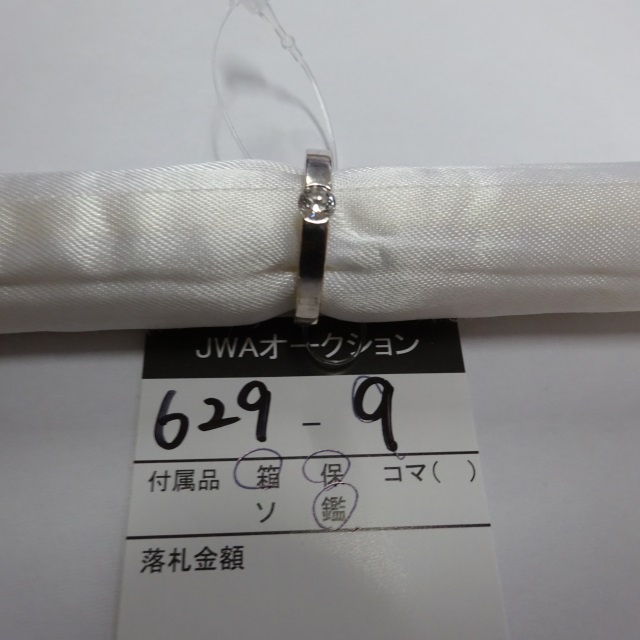 JWAオークション
629-9
付属品 箱 保 コマ( )
ソ 鑑
落札金額